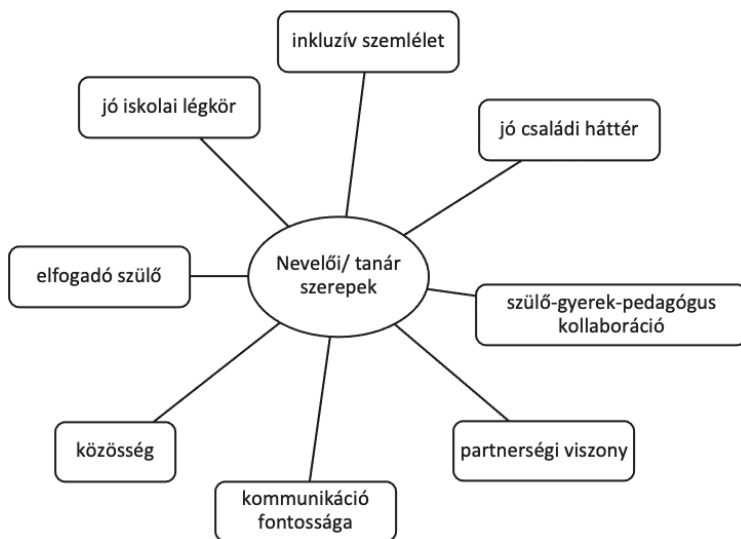 inkluzív szemlélet
jó iskolai légkör
jó családi háttér
elfogadó szülő
Nevelői/ tanár
szerepek
szülő-gyerek-pedagógus
kollaboráció
közösség
partnerségi viszony
kommunikáció
fontossága